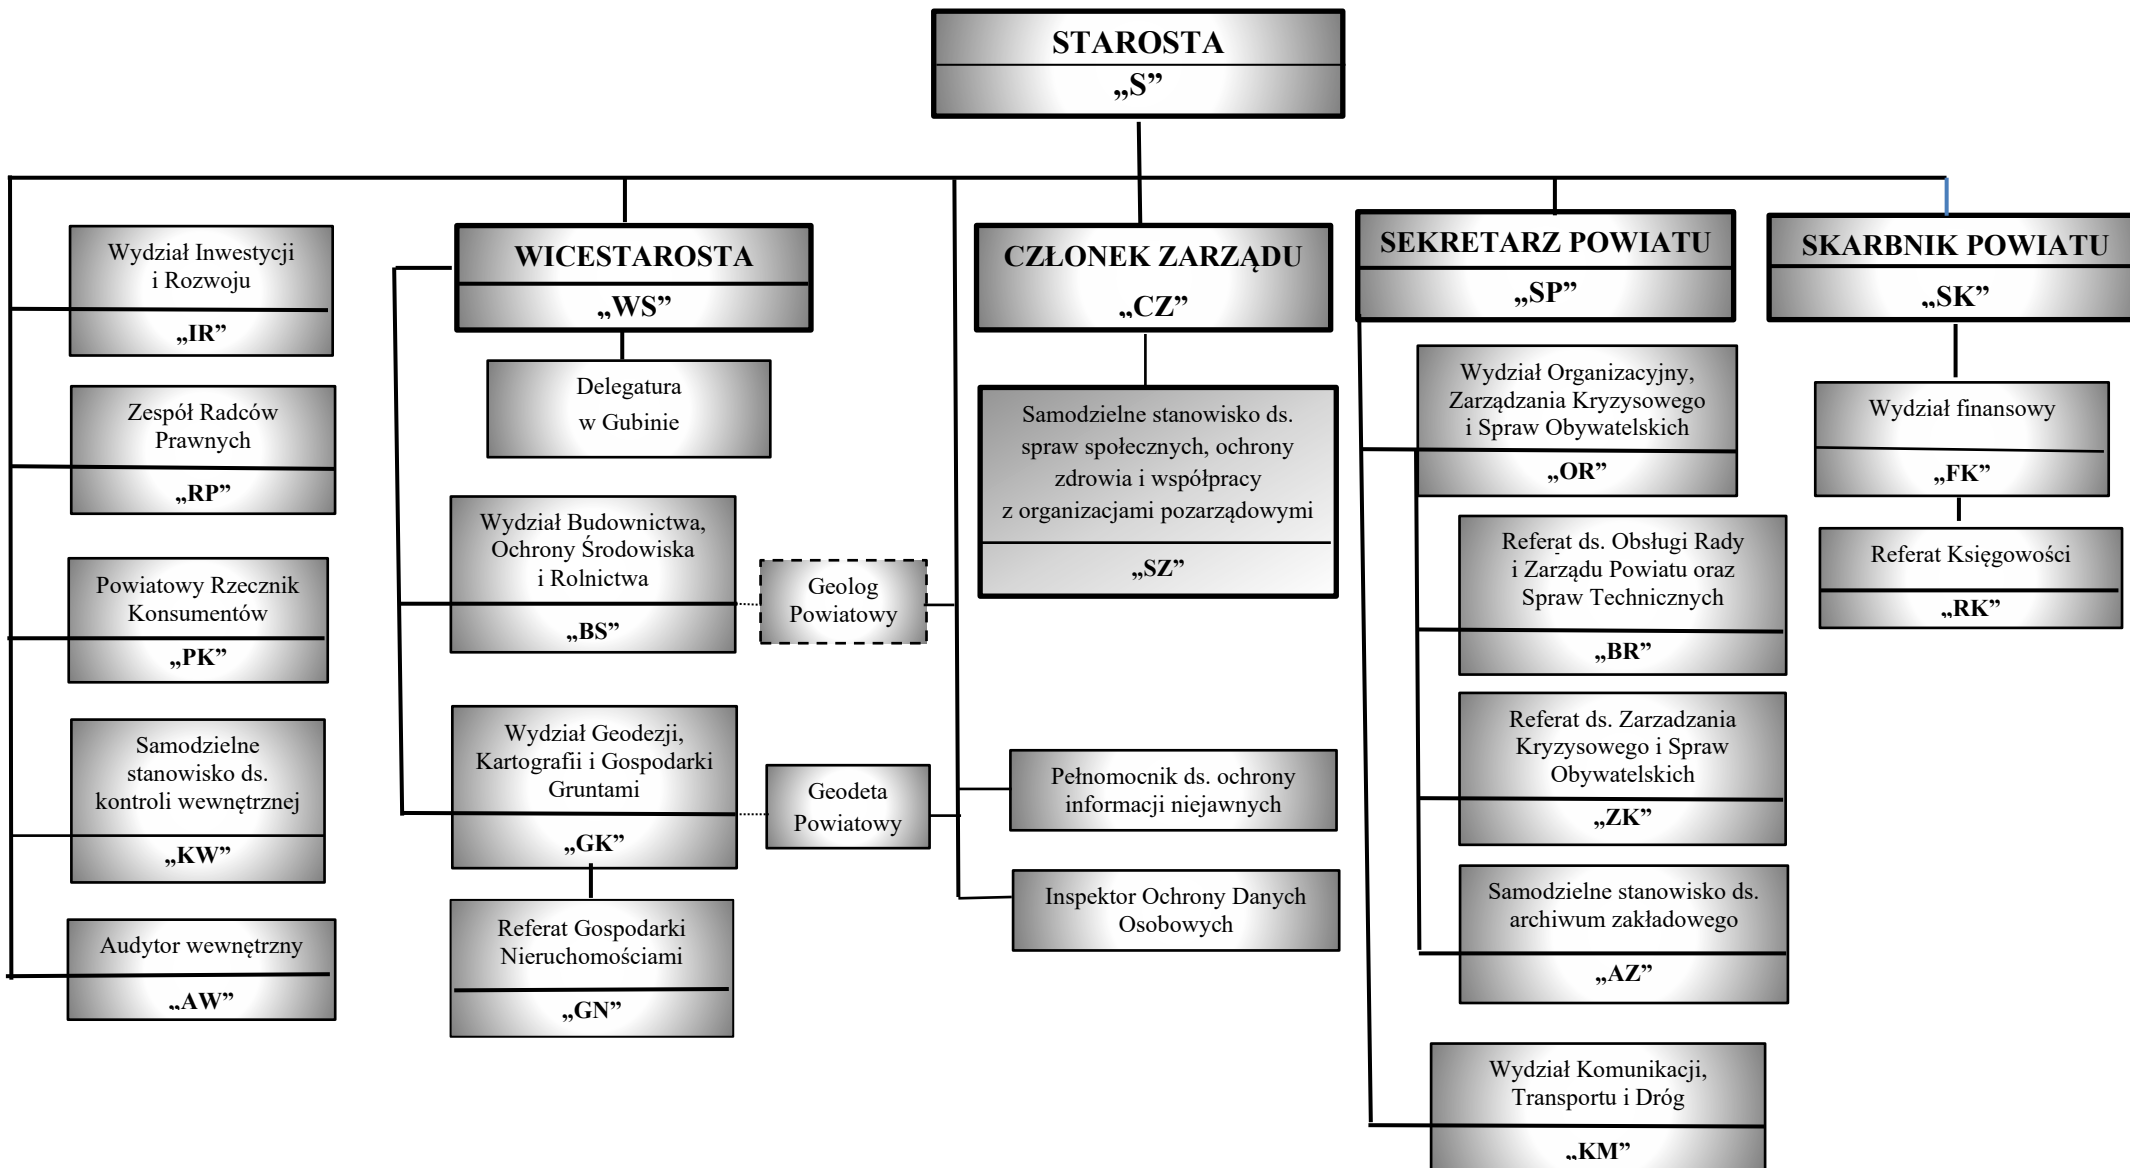 STAROSTA
„S”
Wydział Inwestycji
i Rozwoju
„IR”
Zespół Radców
Prawnych
„RP”
Powiatowy Rzecznik
Konsumentów
„PK”
Samodzielne
stanowisko ds.
kontroli wewnętrznej
„KW”
Audytor wewnętrzny
„AW”
WICESTAROSTA
„WS”
Delegatura
w Gubinie
Wydział Budownictwa,
Ochrony Środowiska
i Rolnictwa
„BS”
Geolog
Powiatowy
Wydział Geodezji,
Kartografii i Gospodarki
Gruntami
„GK”
Geodeta
Powiatowy
Referat Gospodarki
Nieruchomościami
„GN”
CZŁONEK ZARZĄDU
„CZ”
Samodzielne stanowisko ds.
spraw społecznych, ochrony
zdrowia i współpracy
z organizacjami pozarządowymi
„SZ”
Pełnomocnik ds. ochrony
informacji niejawnych
Inspektor Ochrony Danych
Osobowych
SEKRETARZ POWIATU
„SP”
Wydział Organizacyjny,
Zarządzania Kryzysowego
i Spraw Obywatelskich
„OR”
Referat ds. Obsługi Rady
i Zarządu Powiatu oraz
Spraw Technicznych
„BR”
Referat ds. Zarzadzania
Kryzysowego i Spraw
Obywatelskich
„ZK”
Samodzielne stanowisko ds.
archiwum zakładowego
„AZ”
Wydział Komunikacji,
Transportu i Dróg
„KM”
SKARBNIK POWIATU
„SK”
Wydział finansowy
„FK”
Referat Księgowości
„RK”